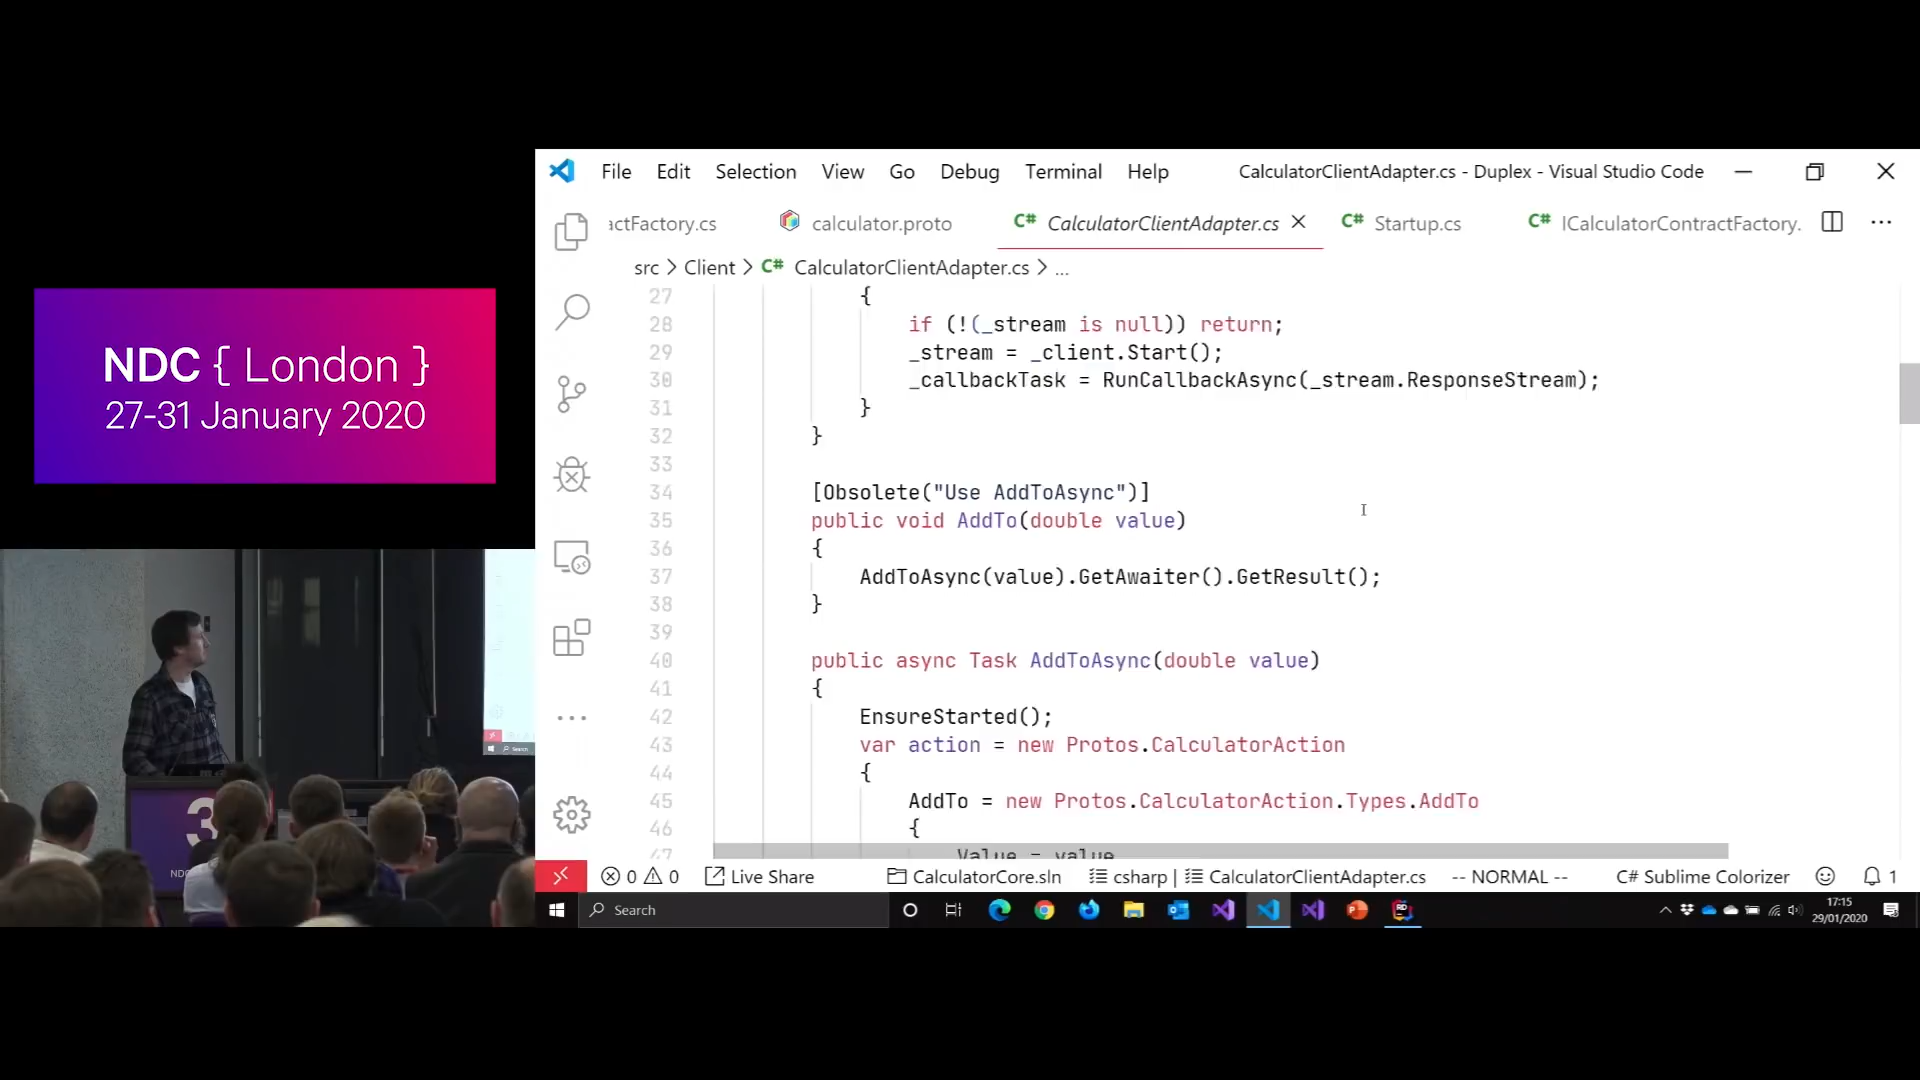 NDC { London }
27-31 January 2020
3
NDC
File Edit Selection View Go Debug Terminal Help
CalculatorClientAdapter.cs - Duplex - Visual Studio Code
actFactory.cs
calculator.proto
C# CalculatorClientAdapter.cs
C# Startup.cs
C# ICalculatorContractFactory.
src > Client > C# CalculatorClientAdapter.cs > ...
27 {
28 if (!(_stream is null)) return;
29 _stream = _client.Start();
30 _callbackTask = RunCallbackAsync(_stream.ResponseStream);
31 }
32 }
33
34 [Obsolete("Use AddToAsync")]
35 public void AddTo(double value)
36 {
37 AddToAsync(value).GetAwaiter().GetResult();
38 }
39
40 public async Task AddToAsync(double value)
41 {
42 EnsureStarted();
43 var action = new Protos.CalculatorAction
44 {
45 AddTo = new Protos.CalculatorAction.Types.AddTo
46 {
47 Value = value
0 0 Live Share CalculatorCore.sln csharp | CalculatorClientAdapter.cs -- NORMAL -- C# Sublime Colorizer 1
Search
17:15
29/01/2020